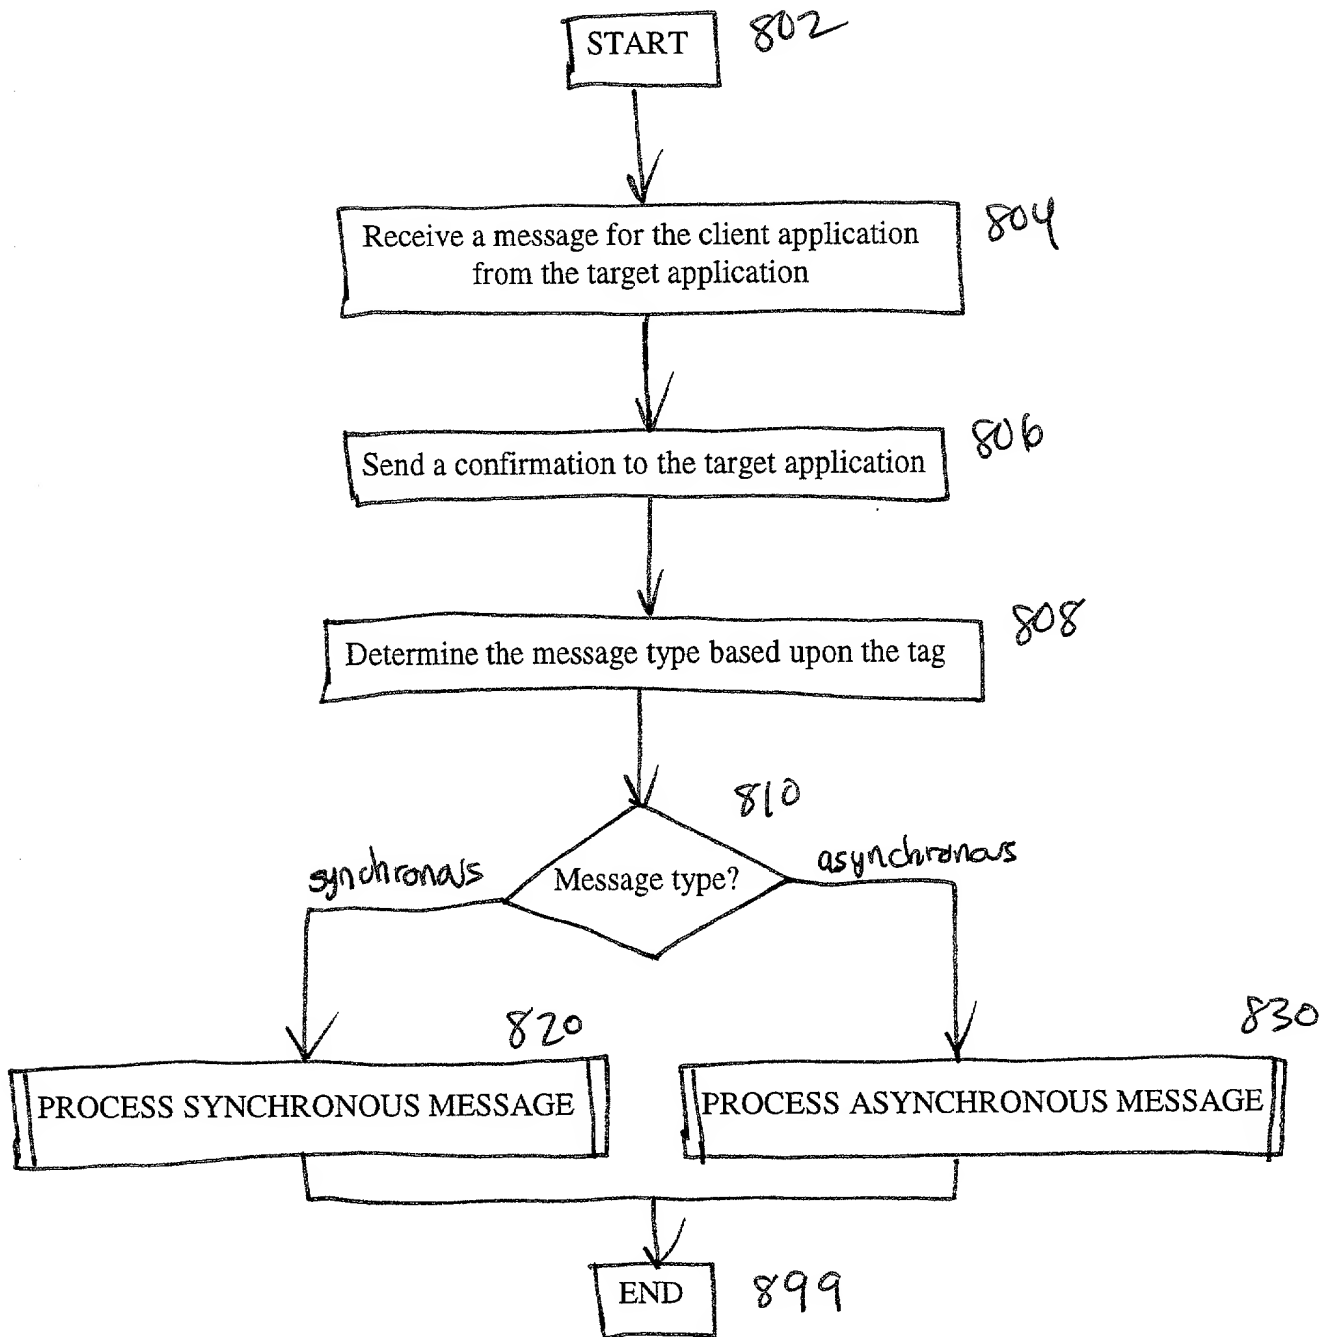 START 802
Receive a message for the client application 804
from the target application
Send a confirmation to the target application 806
Determine the message type based upon the tag 808
810
synchronous Message type? asynchronous
820 830
PROCESS SYNCHRONOUS MESSAGE PROCESS ASYNCHRONOUS MESSAGE
END 899